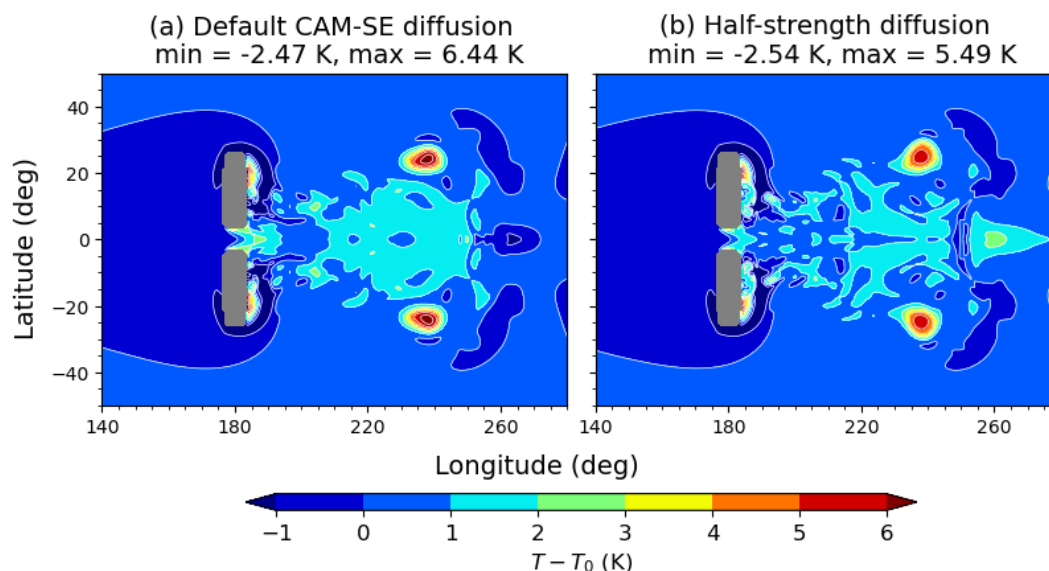 (a) Default CAM-SE diffusion
min = -2.47 K, max = 6.44 K
(b) Half-strength diffusion
min = -2.54 K, max = 5.49 K
Latitude (deg)
40
20
0
−20
−40
140 180 220 260
140 180 220 260
Longitude (deg)
−1 0 1 2 3 4 5 6
T − T₀ (K)